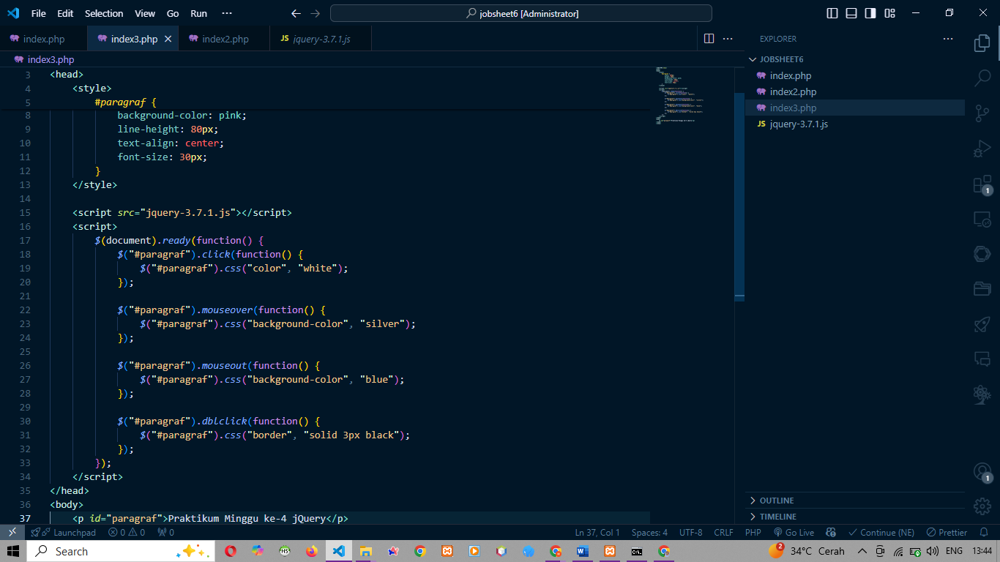 File Edit Selection View Go Run ··· jobsheet6 [Administrator]
index.php index3.php index2.php JS jquery-3.7.1.js
EXPLORER
index3.php
JOBSHEET6
index.php
index2.php
index3.php
JS jquery-3.7.1.js
3 <head>
4 <style>
5 #paragraf {
8 background-color: pink;
9 line-height: 80px;
10 text-align: center;
11 font-size: 30px;
12 }
13 </style>
14
15 <script src="jquery-3.7.1.js"></script>
16 <script>
17 $(document).ready(function() {
18 $("#paragraf").click(function() {
19 $("#paragraf").css("color", "white");
20 });
21
22 $("#paragraf").mouseover(function() {
23 $("#paragraf").css("background-color", "silver");
24 });
25
26 $("#paragraf").mouseout(function() {
27 $("#paragraf").css("background-color", "blue");
28 });
29
30 $("#paragraf").dblclick(function() {
31 $("#paragraf").css("border", "solid 3px black");
32 });
33 });
34 </script>
35 </head>
36 <body>
37 <p id="paragraf">Praktikum Minggu ke-4 jQuery</p>
1
1
OUTLINE
TIMELINE
Launchpad 0 0 0 Ln 37, Col 1 Spaces: 4 UTF-8 CRLF PHP Go Live Continue (NE) Prettier
Search HS 2 34°C Cerah ENG 13:44